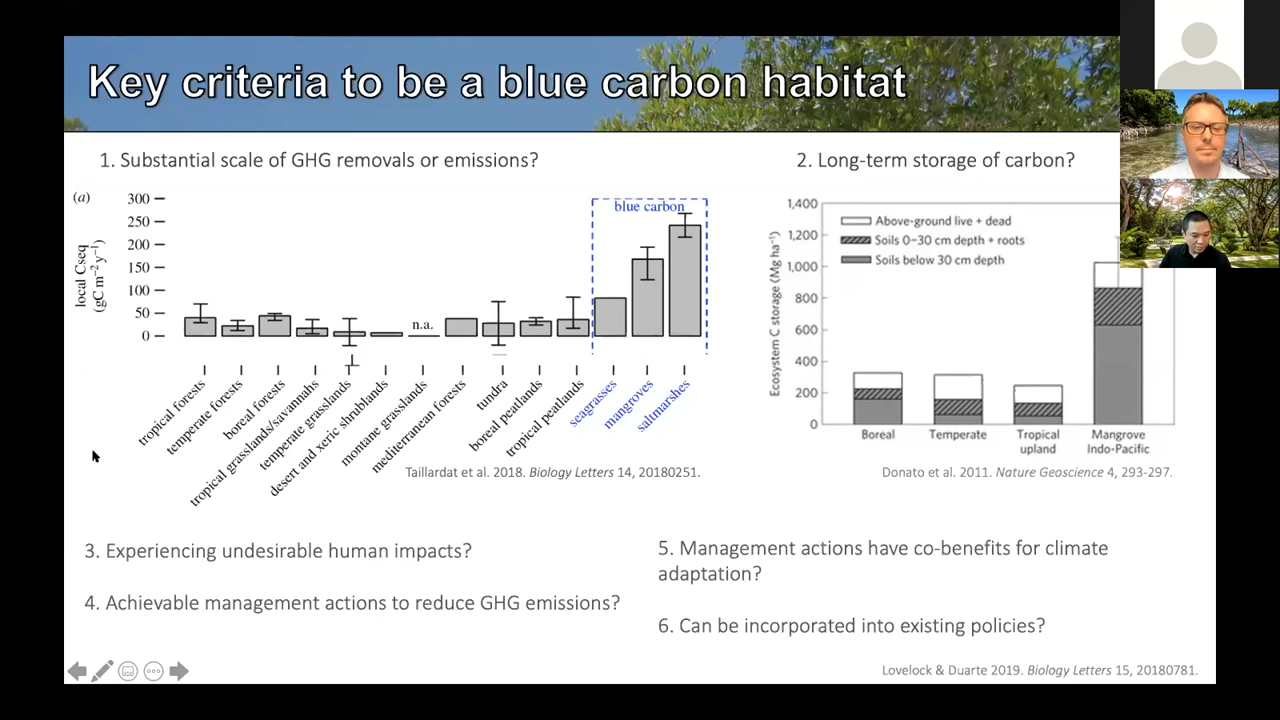 Key criteria to be a blue carbon habitat
1. Substantial scale of GHG removals or emissions?
(a)
local Cseq
(gC m⁻² y⁻¹)
300
250
200
150
100
50
0
n.a.
blue carbon
tropical forests
temperate forests
boreal forests
tropical grasslands/savannahs
temperate grasslands
desert and xeric shrublands
montane grasslands
mediterranean forests
tundra
boreal peatlands
tropical peatlands
seagrasses
mangroves
saltmarshes
Taillardat et al. 2018. Biology Letters 14, 20180251.
2. Long-term storage of carbon?
Ecosystem C storage (Mg ha⁻¹)
1,400
1,200
1,000
800
600
400
200
0
Above-ground live + dead
Soils 0–30 cm depth + roots
Soils below 30 cm depth
Boreal
Temperate
Tropical
upland
Mangrove
Indo-Pacific
Donato et al. 2011. Nature Geoscience 4, 293-297.
3. Experiencing undesirable human impacts?
4. Achievable management actions to reduce GHG emissions?
5. Management actions have co-benefits for climate
adaptation?
6. Can be incorporated into existing policies?
Lovelock & Duarte 2019. Biology Letters 15, 20180781.